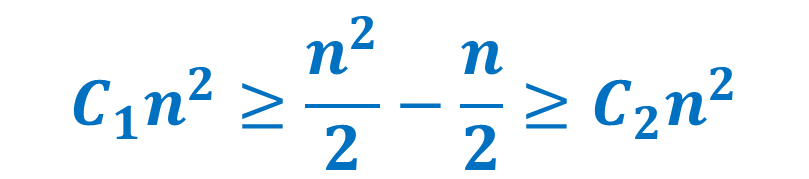 C₁n² ≥ n²/2 − n/2 ≥ C₂n²